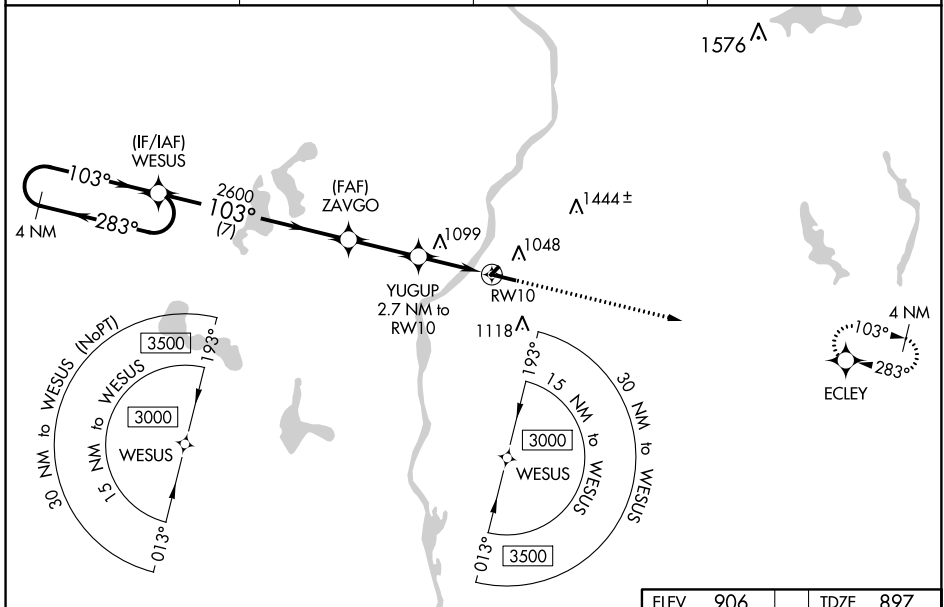 1576
(IF/IAF)
WESUS
103°
283°
4 NM
2600
103°
(7)
(FAF)
ZAVGO
1444 ±
1099
1048
YUGUP
2.7 NM to
RW10
RW10
1118
4 NM
103°
283°
ECLEY
30 NM to WESUS (NoPT)
3500
193°
15 NM to WESUS
3000
WESUS
013°
193°
15 NM to WESUS
30 NM to WESUS
3000
WESUS
013°
3500
ELEV 906
TDZE 897